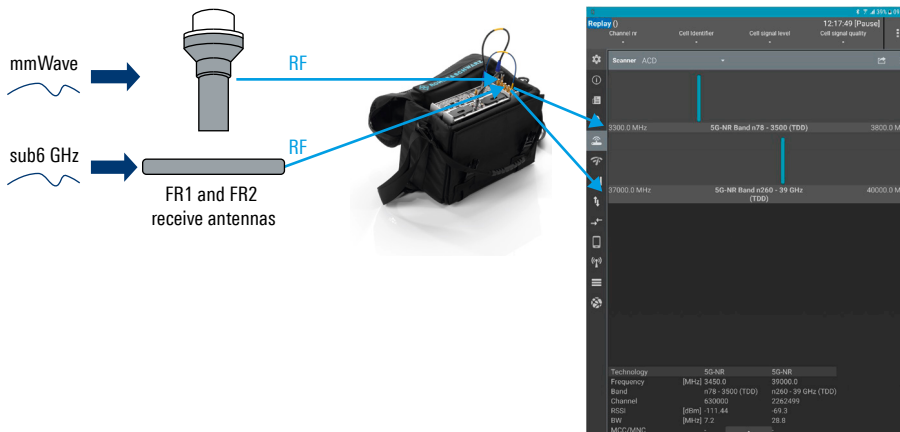 mmWave
RF
sub6 GHz
RF
FR1 and FR2
receive antennas
39%
Replay ()
12:17:49 [Pause]
Channel nr
Cell Identifier
Cell signal level
Cell signal quality
- - - -
Scanner ACD
3300.0 MHz 5G-NR Band n78 - 3500 (TDD) 3800.0 M
37000.0 MHz 5G-NR Band n260 - 39 GHz 40000.0 M
(TDD)
Technology 5G-NR 5G-NR
Frequency [MHz] 3450.0 39000.0
Band n78 - 3500 (TDD) n260 - 39 GHz (TDD)
Channel 630000 2262499
RSSI [dBm] -111.44 -69.3
BW [MHz] 7.2 28.8
MCC/MNC - -